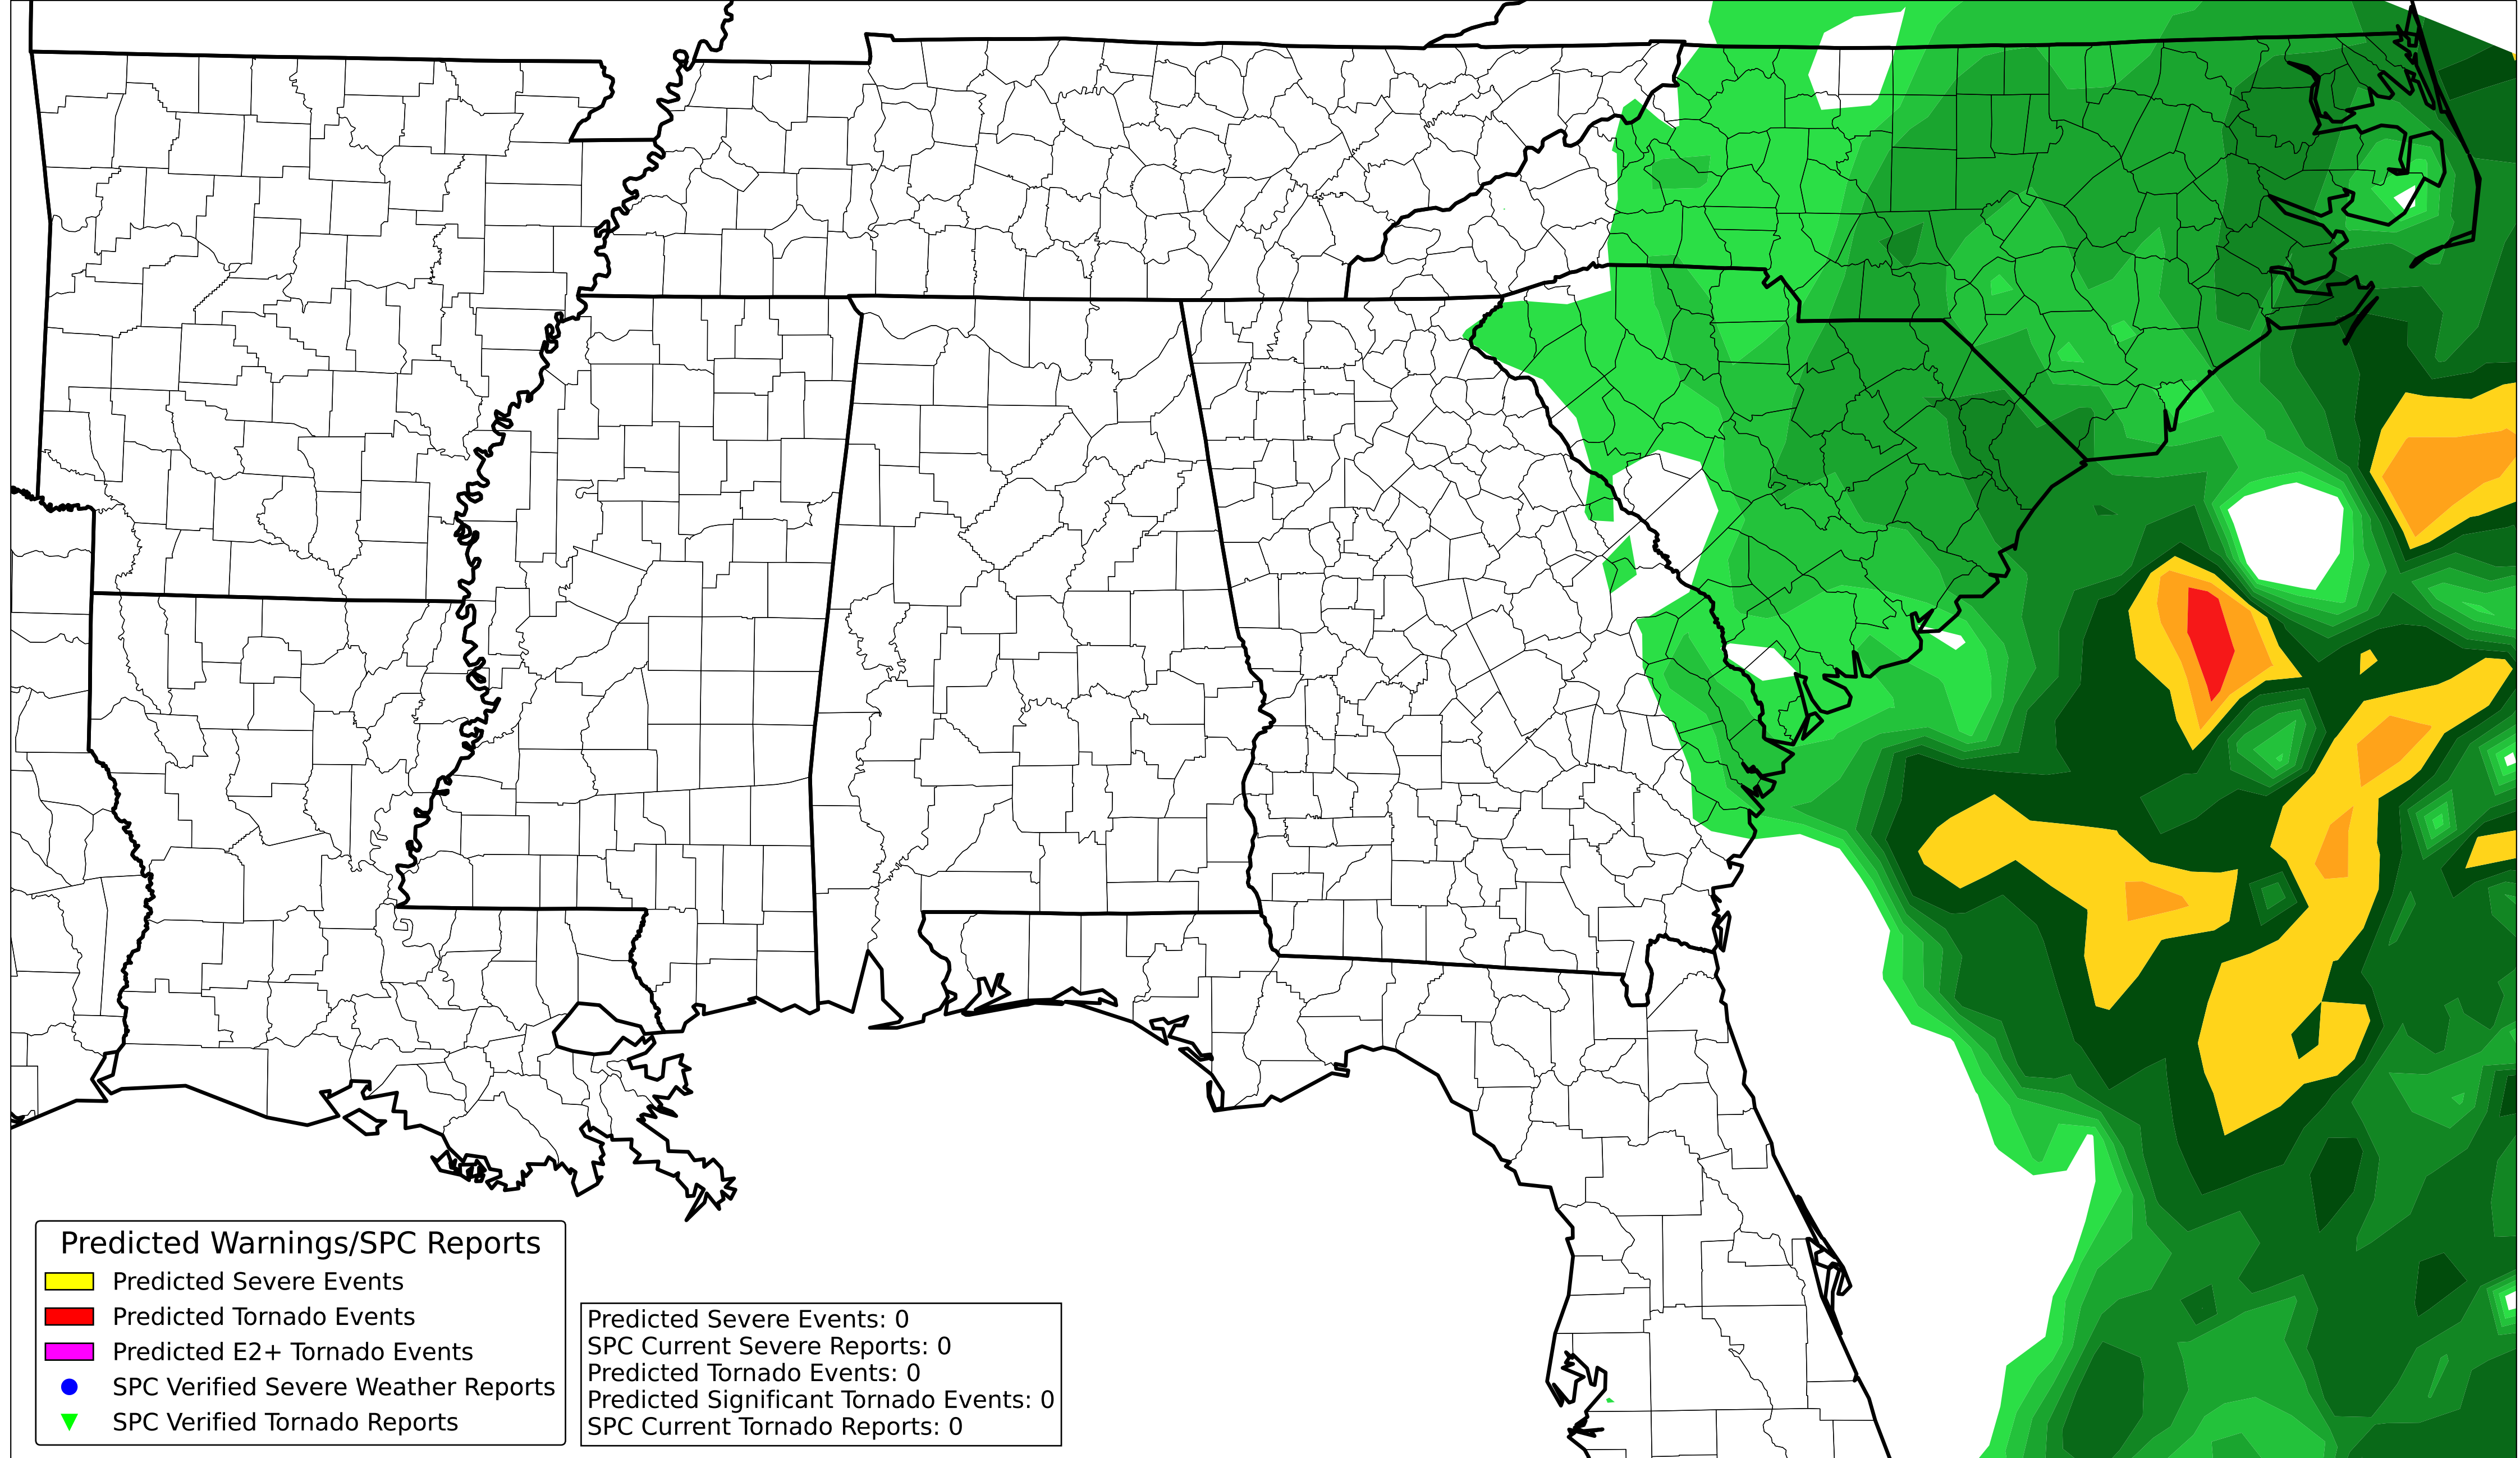 Predicted Warnings/SPC Reports
Predicted Severe Events
Predicted Tornado Events
Predicted E2+ Tornado Events
SPC Verified Severe Weather Reports
SPC Verified Tornado Reports
Predicted Severe Events: 0
SPC Current Severe Reports: 0
Predicted Tornado Events: 0
Predicted Significant Tornado Events: 0
SPC Current Tornado Reports: 0